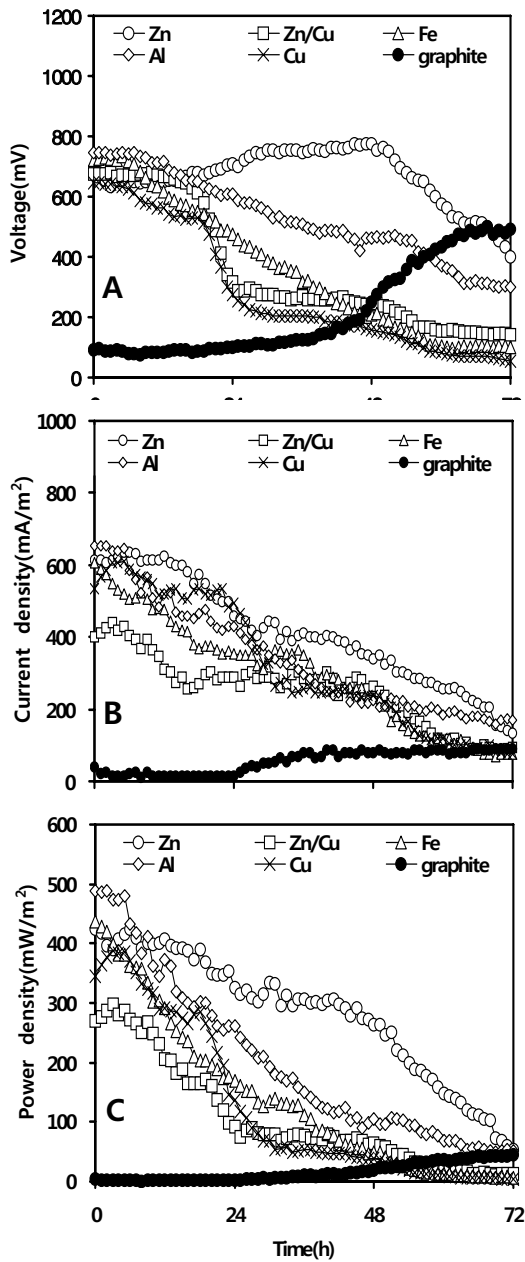 1200
1000
800
600
400
200
0
Voltage(mV)
Zn Zn/Cu Fe
Al Cu graphite
A
1000
800
600
400
200
0
Current density(mA/m²)
Zn Zn/Cu Fe
Al Cu graphite
B
600
500
400
300
200
100
0
Power density(mW/m²)
Zn Zn/Cu Fe
Al Cu graphite
C
0 24 48 72
Time(h)